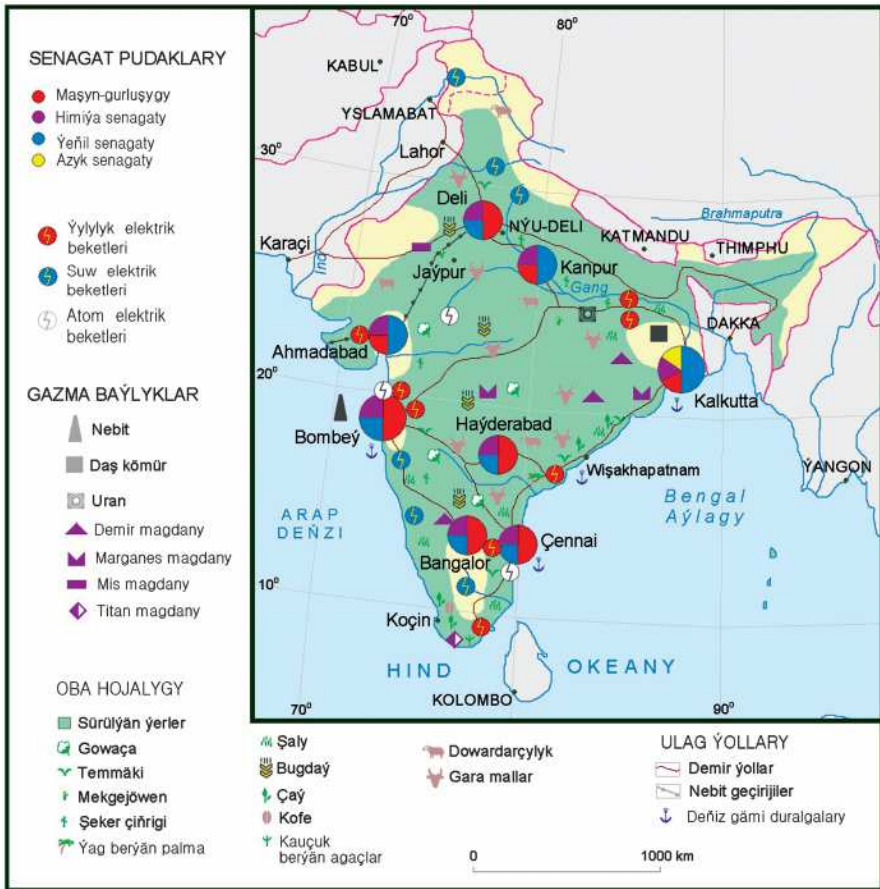 SENAGAT PUDAKLARY
Maşyn-gurluşygy
Himiýa senagaty
Ýeňil senagaty
Azyk senagaty
Ýylylyk elektrik
beketleri
Suw elektrik
beketleri
Atom elektrik
beketleri
GAZMA BAÝLYKLAR
Nebit
Daş kömür
Uran
Demir magdany
Marganes magdany
Mis magdany
Titan magdany
OBA HOJALYGY
Sürülýän ýerler
Gowaça
Temmäki
Mekgejöwen
Şeker çiňrigi
Ýag berýän palma
Şaly
Bugdaý
Çaý
Kofe
Kauçuk
berýän agaçlar
Dowardarçylyk
Gara mallar
ULAG ÝOLLARY
Demir ýollar
Nebit geçirijiler
Deňiz gämi duralgalary
0 1000 km
70° 80°
KABUL
YSLAMABAT
Lahor
30°
Deli
NÝU-DELI
Brahmaputra
KATMANDU
THIMPHU
Karaçi
Ind
Jaýpur
Kanpur
Gang
DAKKA
Ahmadabad
20°
Kalkutta
Haýderabad
Bombeý
Wişakhapatnam
ÝANGON
ARAP
DEŇZI
Bengal
Aýlagy
Bangalor
Çennai
10°
Koçin
HIND OKEANY
KOLOMBO
70° 90°